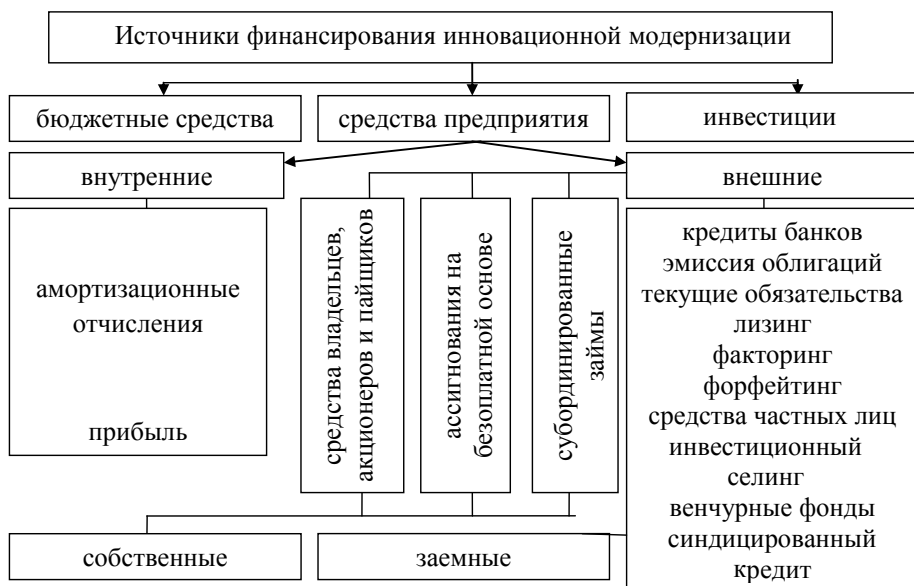 Источники финансирования инновационной модернизации
бюджетные средства
средства предприятия
инвестиции
внутренние
внешние
амортизационные
отчисления
прибыль
средства владельцев,
акционеров и пайщиков
ассигнования на
безоплатной основе
субординированные
займы
кредиты банков
эмиссия облигаций
текущие обязательства
лизинг
факторинг
форфейтинг
средства частных лиц
инвестиционный
селинг
венчурные фонды
синдицированный
кредит
собственные
заемные